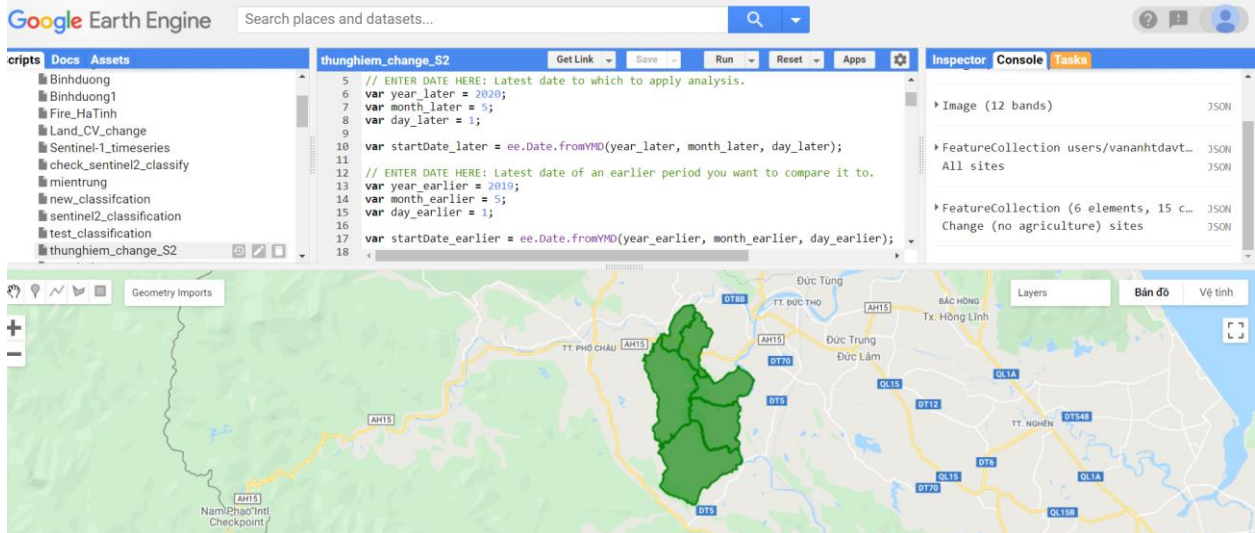 Google Earth Engine
Search places and datasets...
cripts Docs Assets
Binhduong
Binhduong1
Fire_HaTinh
Land_CV_change
Sentinel-1_timeseries
check_sentinel2_classify
mientrung
new_classifcation
sentinel2_classification
test_classification
thunghiem_change_S2
thunghiem_change_S2
Get Link Save Run Reset Apps
5 // ENTER DATE HERE: Latest date to which to apply analysis.
6 var year_later = 2020;
7 var month_later = 5;
8 var day_later = 1;
9
10 var startDate_later = ee.Date.fromYMD(year_later, month_later, day_later);
11
12 // ENTER DATE HERE: Latest date of an earlier period you want to compare it to.
13 var year_earlier = 2019;
14 var month_earlier = 5;
15 var day_earlier = 1;
16
17 var startDate_earlier = ee.Date.fromYMD(year_earlier, month_earlier, day_earlier);
18
Inspector Console Tasks
Image (12 bands) JSON
FeatureCollection users/vananhtdavt… JSON
All sites JSON
FeatureCollection (6 elements, 15 c… JSON
Change (no agriculture) sites JSON
Geometry Imports
Layers
Bản đồ Vệ tinh
Đức Tùng
DT8B
TT. ĐỨC THỌ
AH15
BẮC HỒNG
Tx. Hồng Lĩnh
TT. PHỐ CHÂU
AH15
AH15
Đức Trung
Đức Lâm
DT70
QL1A
QL15
DT5
DT12
DT548
AH15
TT. NGHÈN
DT6
QL15
QL1A
DT70
AH15
Nam Phao Intl
Checkpoint
DT5
QL15B